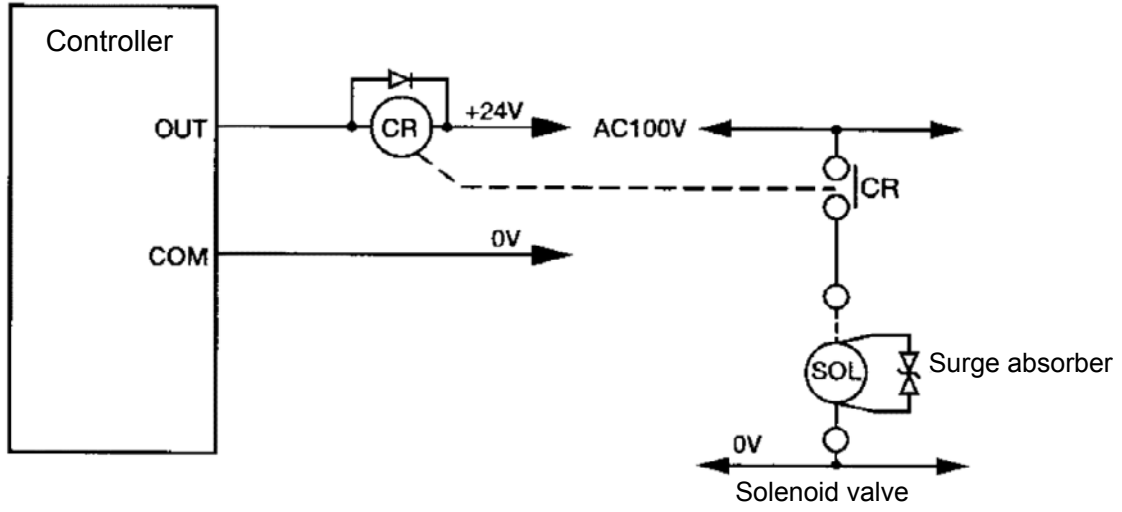 Controller
OUT
CR
+24V
AC100V
CR
COM
0V
SOL
Surge absorber
0V
Solenoid valve